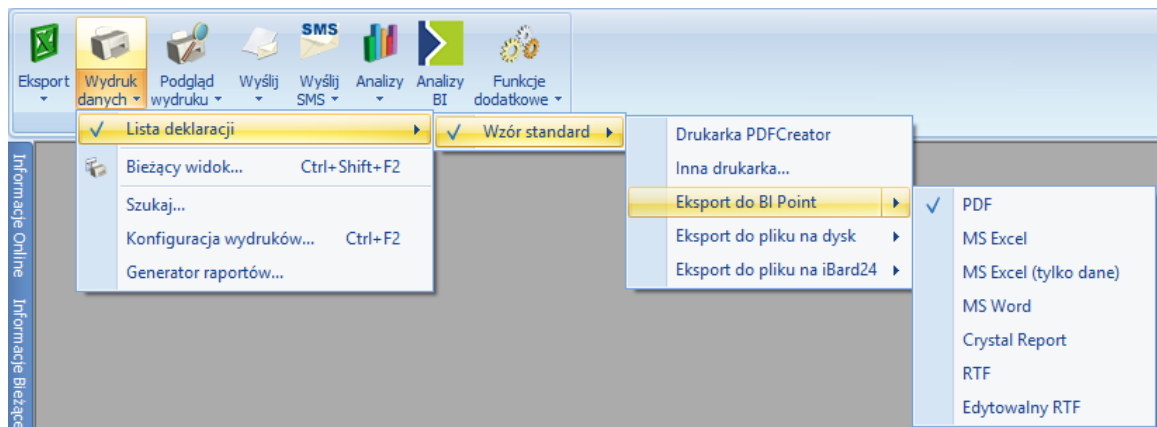 SMS
Eksport
Wydruk
danych
Podgląd
wydruku
Wyślij
Wyślij
SMS
Analizy
Analizy
BI
Funkcje
dodatkowe
Lista deklaracji
Bieżący widok... Ctrl+Shift+F2
Szukaj...
Konfiguracja wydruków... Ctrl+F2
Generator raportów...
Wzór standard
Drukarka PDFCreator
Inna drukarka...
Eksport do BI Point
Eksport do pliku na dysk
Eksport do pliku na iBard24
PDF
MS Excel
MS Excel (tylko dane)
MS Word
Crystal Report
RTF
Edytowalny RTF
Informacje Online
Informacje Bieżące